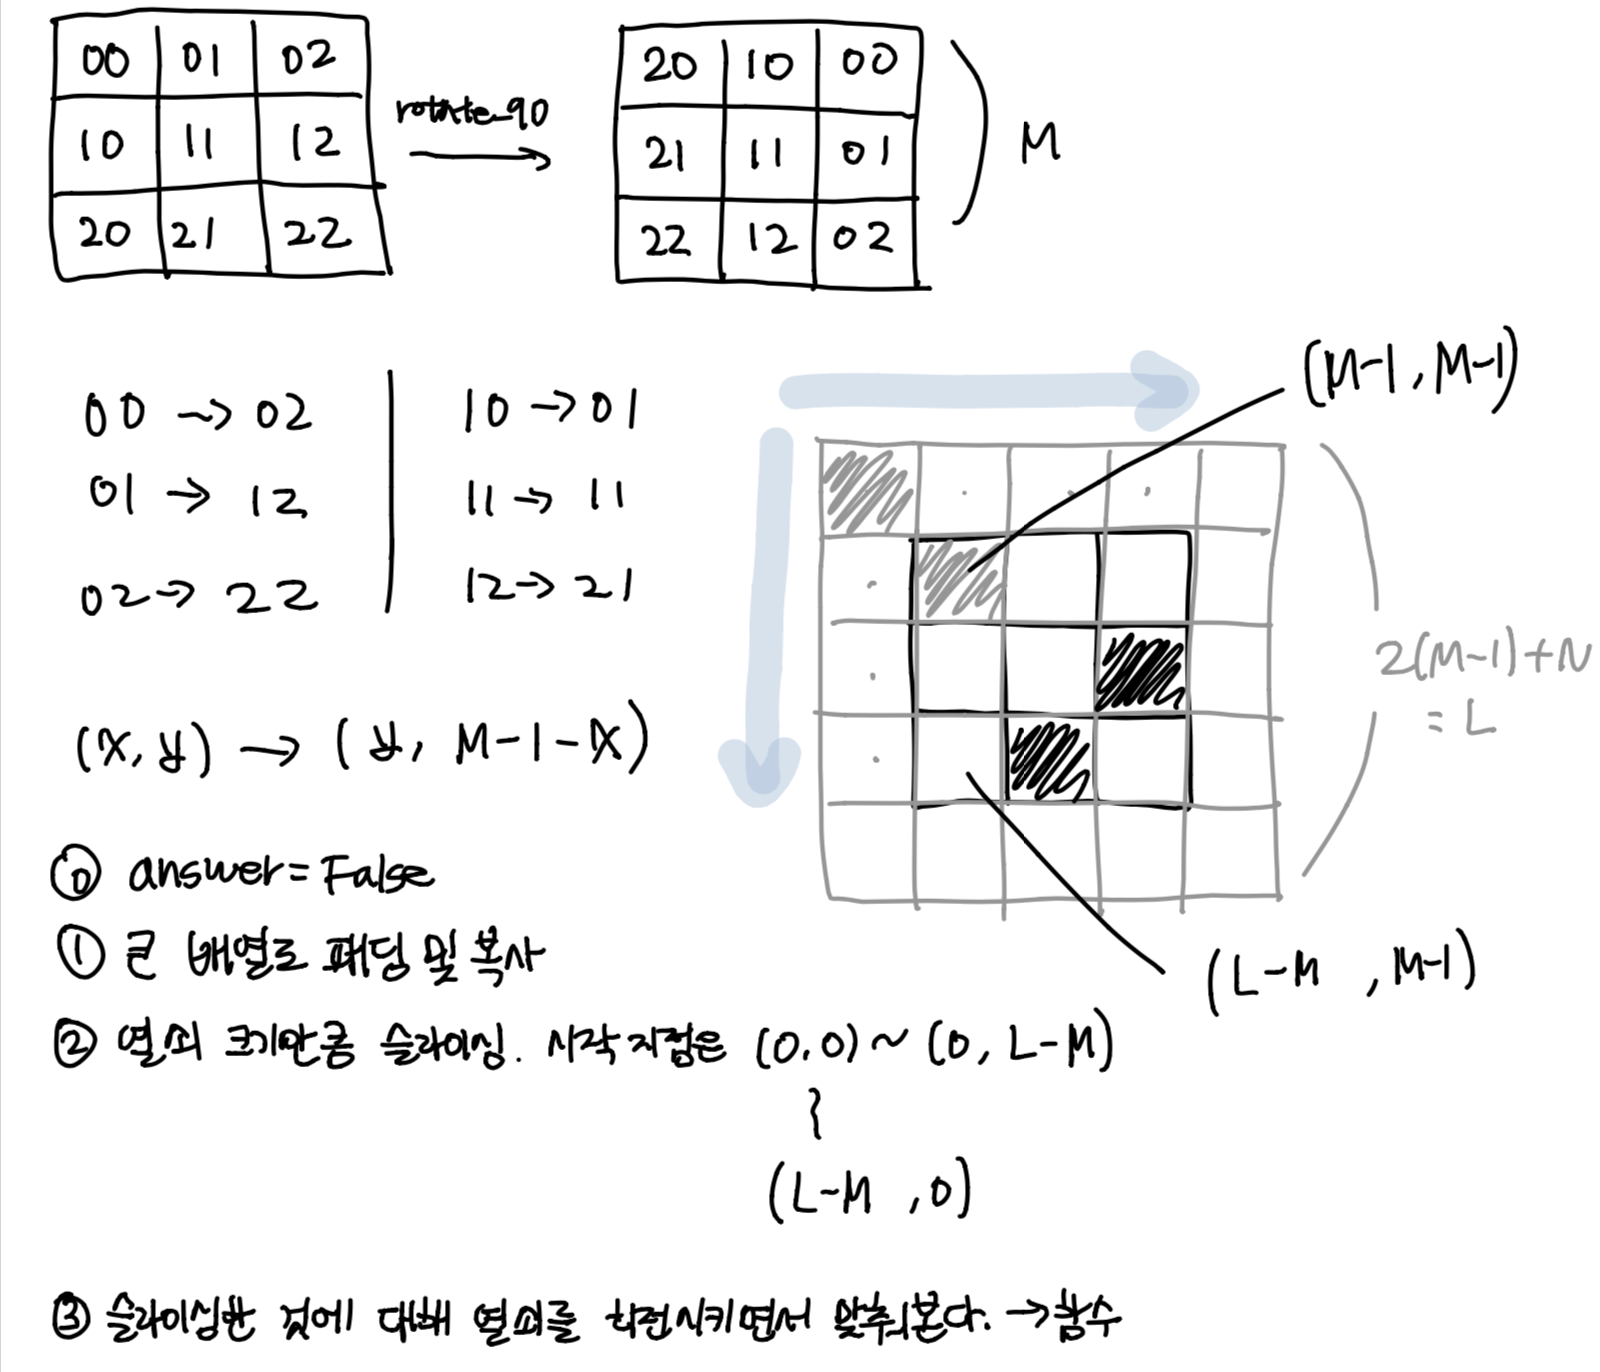 00 01 02
10 11 12
20 21 22
rotate_90
20 10 00
21 11 01
22 12 02
M
00 → 02
01 → 12
02 → 22
10 → 01
11 → 11
12 → 21
(x, y) → (y, M-1-x)
(M-1, M-1)
2(M-1)+N
= L
(L-M, M-1)
⓪ answer = False
①큰 배열로 패딩 및 복사
② 열쇠 크기만큼 슬라이싱. 시작 지점은 (0,0) ~ (0, L-M)
~
(L-M, 0)
③ 슬라이싱한 것에 대해 열쇠를 회전시키면서 맞춰본다. → 함수